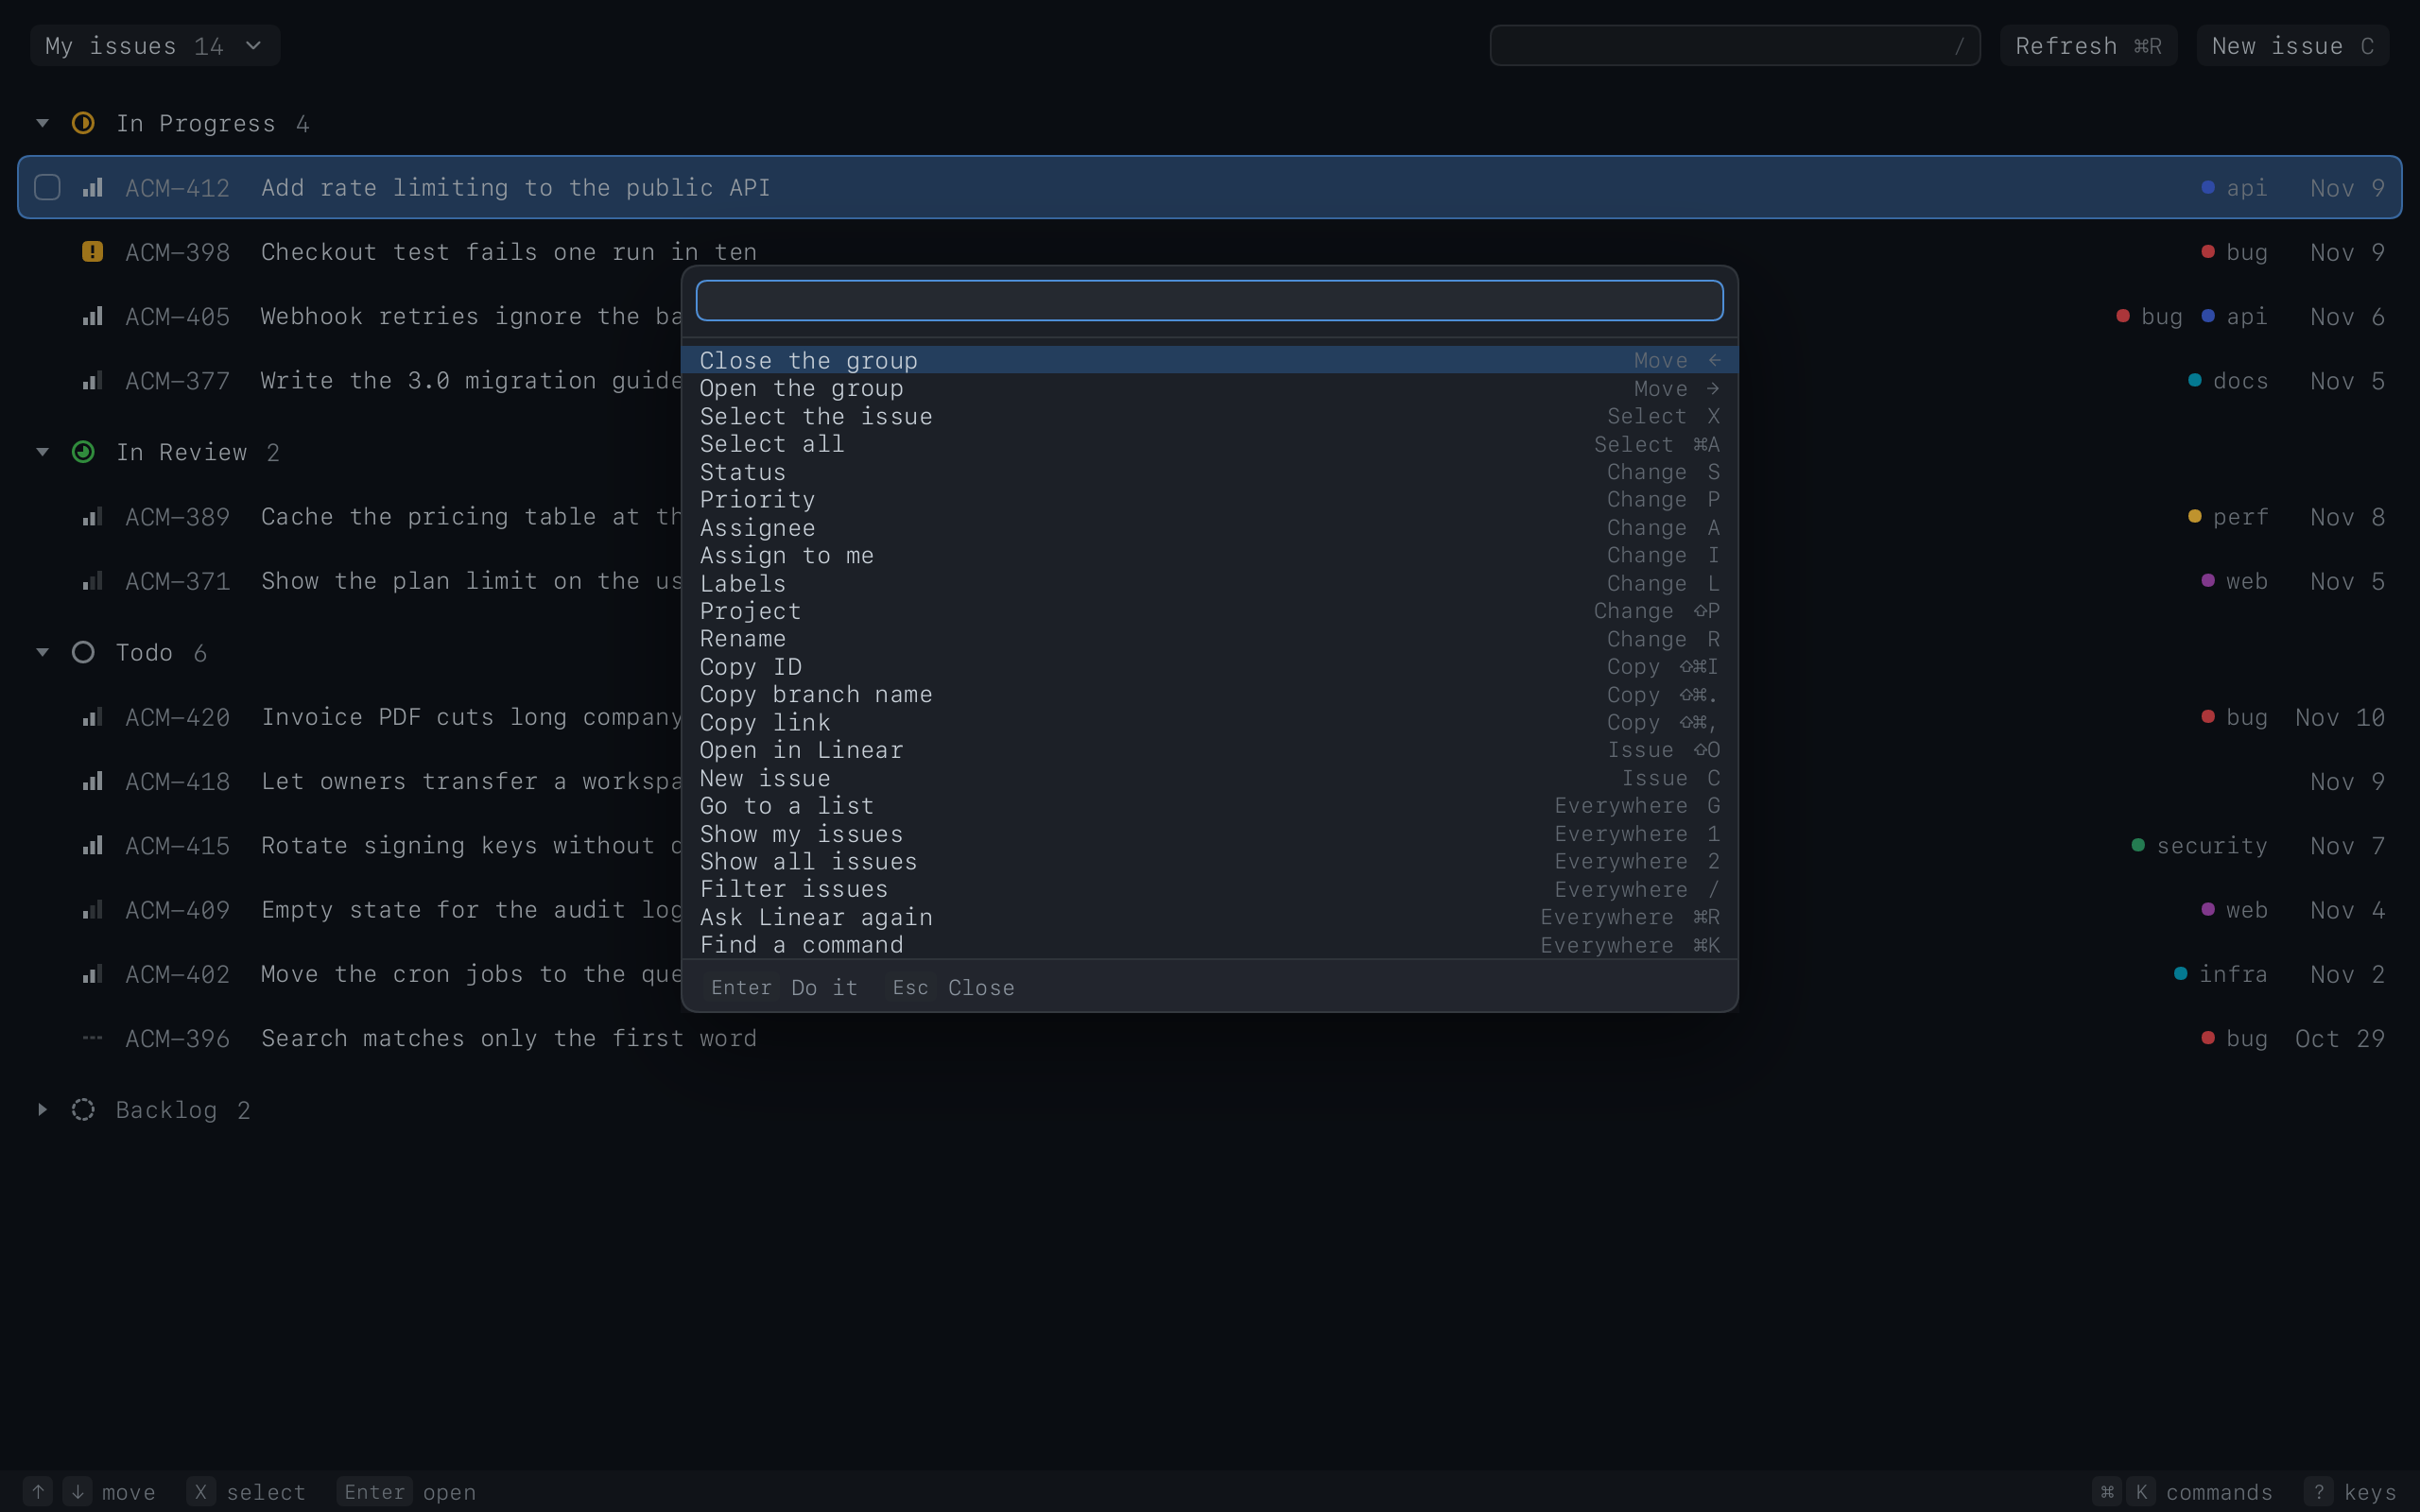 My issues 14
/
Refresh ⌘R
New issue C
In Progress 4
ACM-412 Add rate limiting to the public API api Nov 9
ACM-398 Checkout test fails one run in ten bug Nov 9
ACM-405 Webhook retries ignore the ba bug api Nov 6
ACM-377 Write the 3.0 migration guide docs Nov 5
In Review 2
ACM-389 Cache the pricing table at th perf Nov 8
ACM-371 Show the plan limit on the us web Nov 5
Todo 6
ACM-420 Invoice PDF cuts long company bug Nov 10
ACM-418 Let owners transfer a workspa Nov 9
ACM-415 Rotate signing keys without d security Nov 7
ACM-409 Empty state for the audit log web Nov 4
ACM-402 Move the cron jobs to the que infra Nov 2
ACM-396 Search matches only the first word bug Oct 29
Backlog 2
Close the group Move ←
Open the group Move →
Select the issue Select X
Select all Select ⌘A
Status Change S
Priority Change P
Assignee Change A
Assign to me Change I
Labels Change L
Project Change ⇧P
Rename Change R
Copy ID Copy ⇧⌘I
Copy branch name Copy ⇧⌘.
Copy link Copy ⇧⌘,
Open in Linear Issue ⇧O
New issue Issue C
Go to a list Everywhere G
Show my issues Everywhere 1
Show all issues Everywhere 2
Filter issues Everywhere /
Ask Linear again Everywhere ⌘R
Find a command Everywhere ⌘K
Enter Do it Esc Close
↑ ↓ move X select Enter open ⌘ K commands ? keys